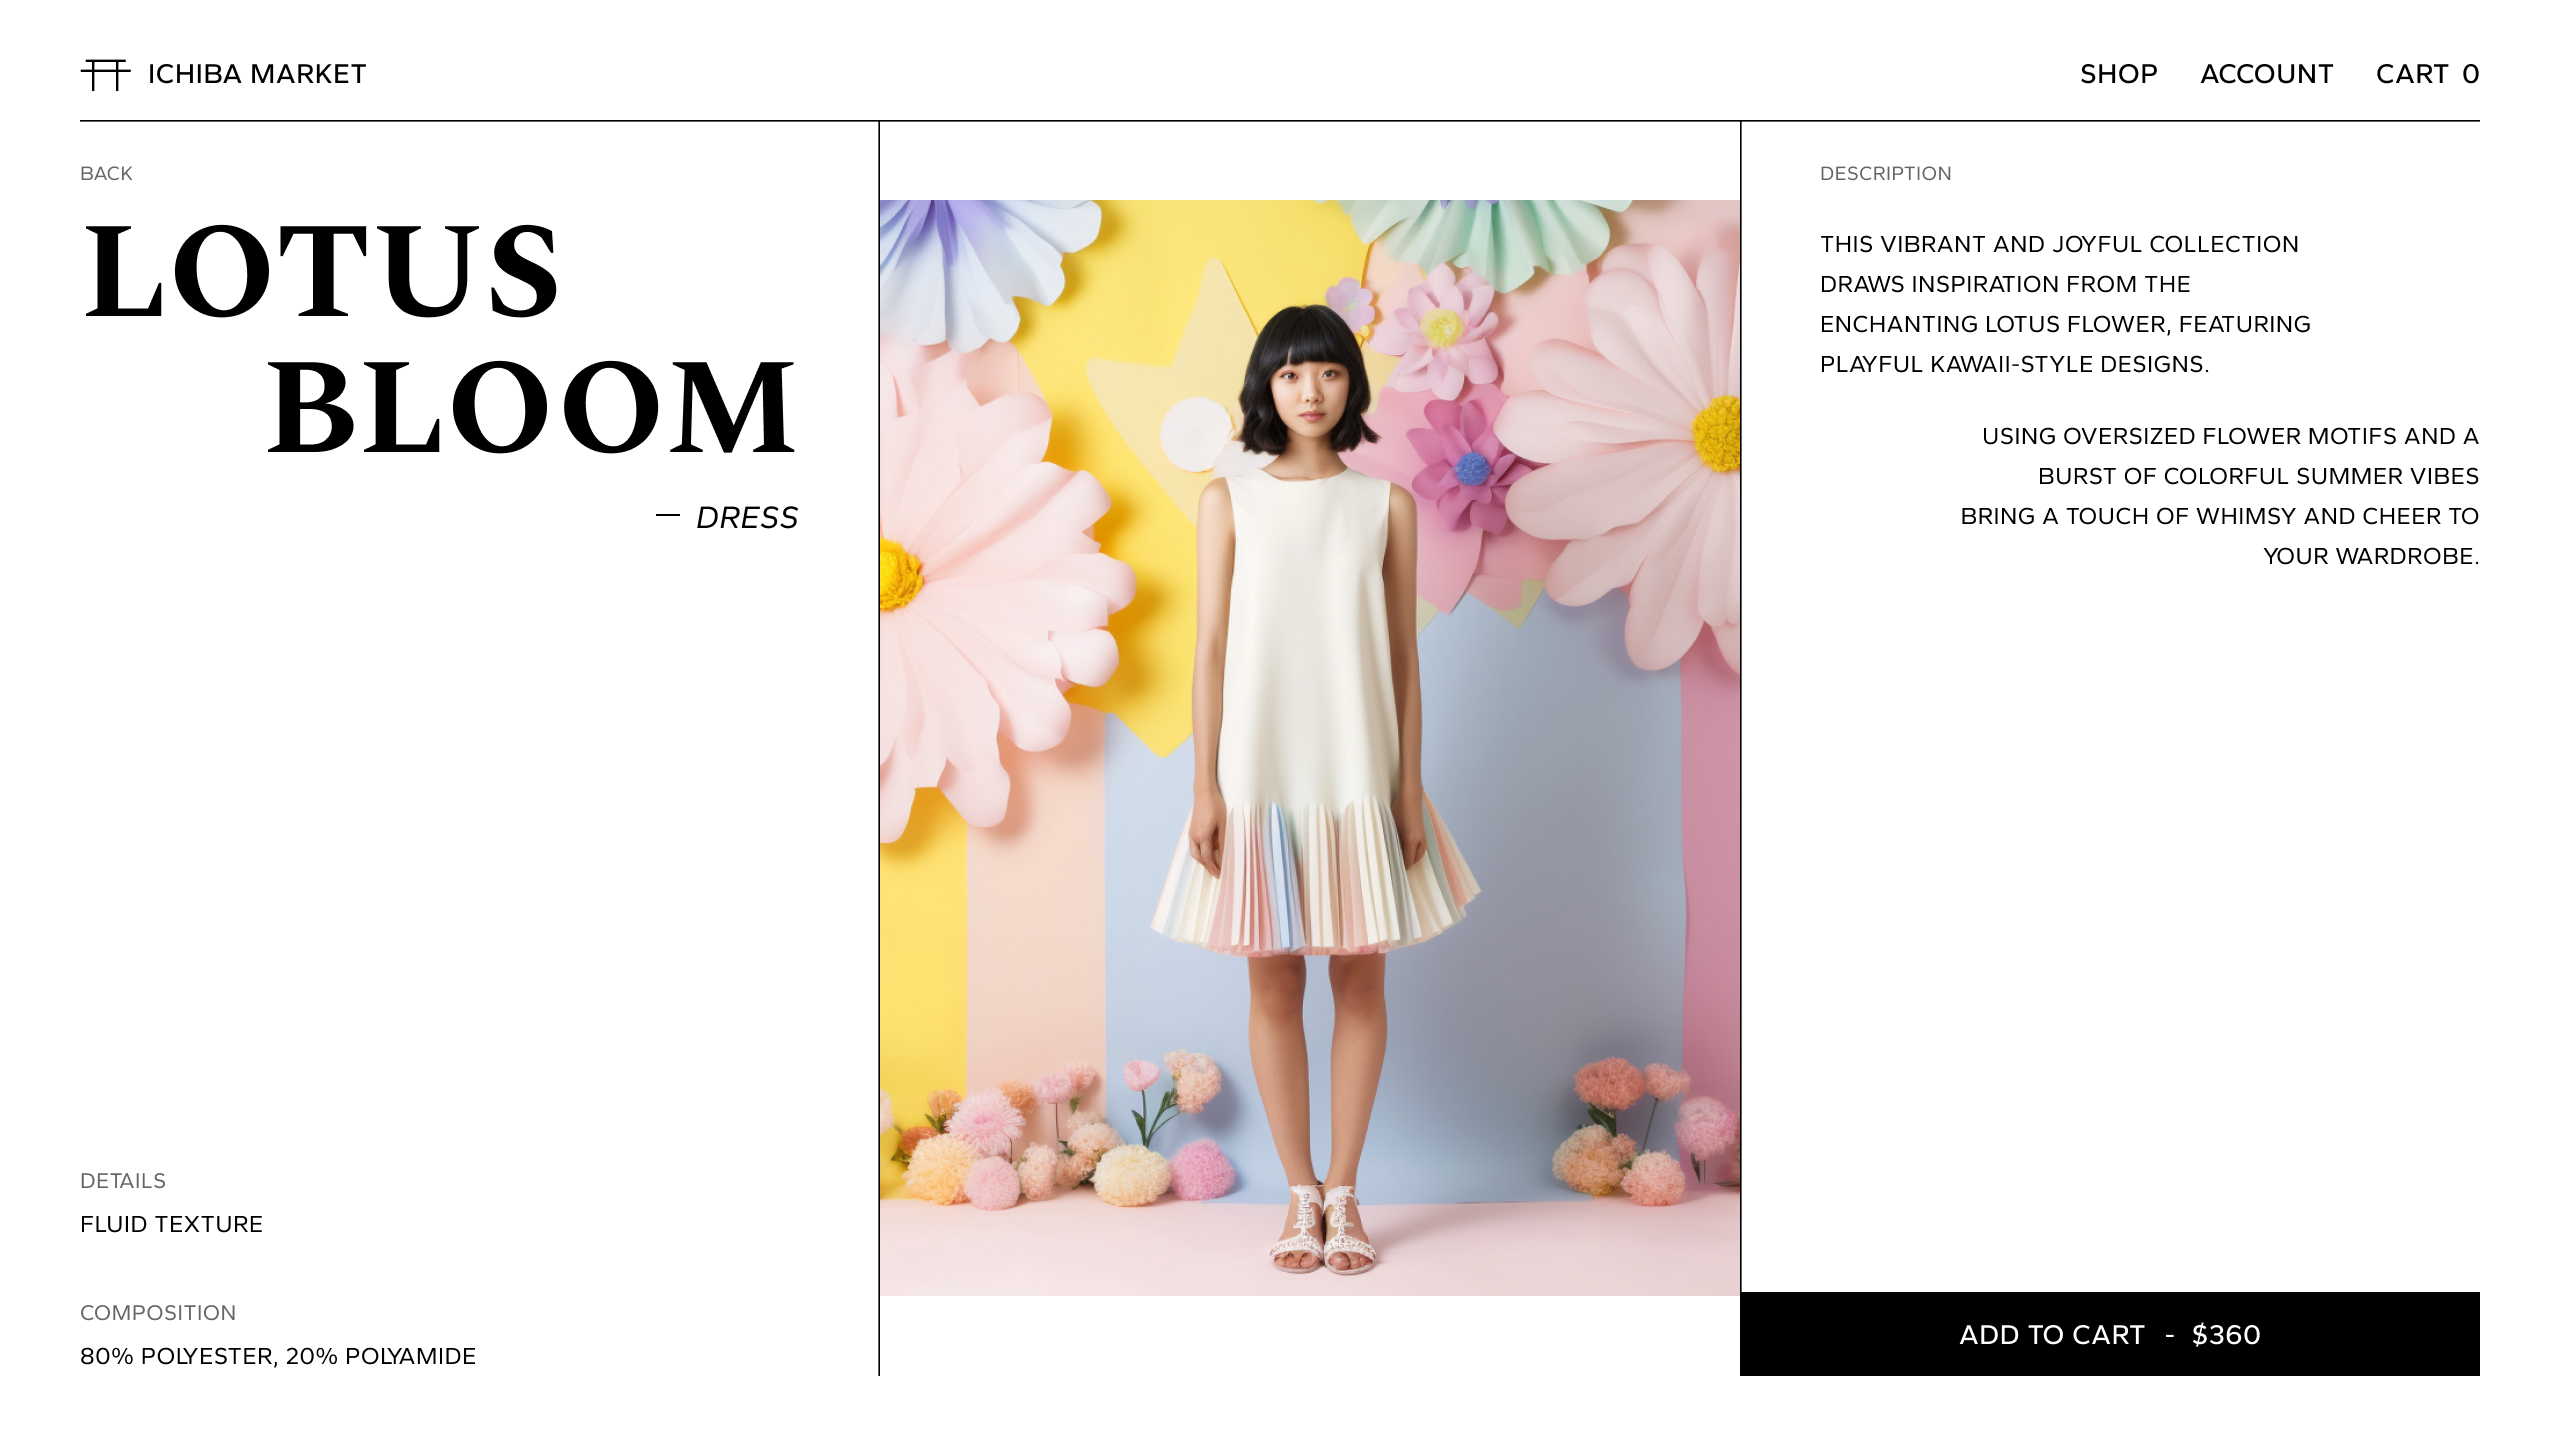 ICHIBA MARKET
SHOP ACCOUNT CART 0
BACK
LOTUS
BLOOM
— DRESS
DETAILS
FLUID TEXTURE
COMPOSITION
80% POLYESTER, 20% POLYAMIDE
DESCRIPTION
THIS VIBRANT AND JOYFUL COLLECTION
DRAWS INSPIRATION FROM THE
ENCHANTING LOTUS FLOWER, FEATURING
PLAYFUL KAWAII-STYLE DESIGNS.
USING OVERSIZED FLOWER MOTIFS AND A
BURST OF COLORFUL SUMMER VIBES
BRING A TOUCH OF WHIMSY AND CHEER TO
YOUR WARDROBE.
ADD TO CART - $360